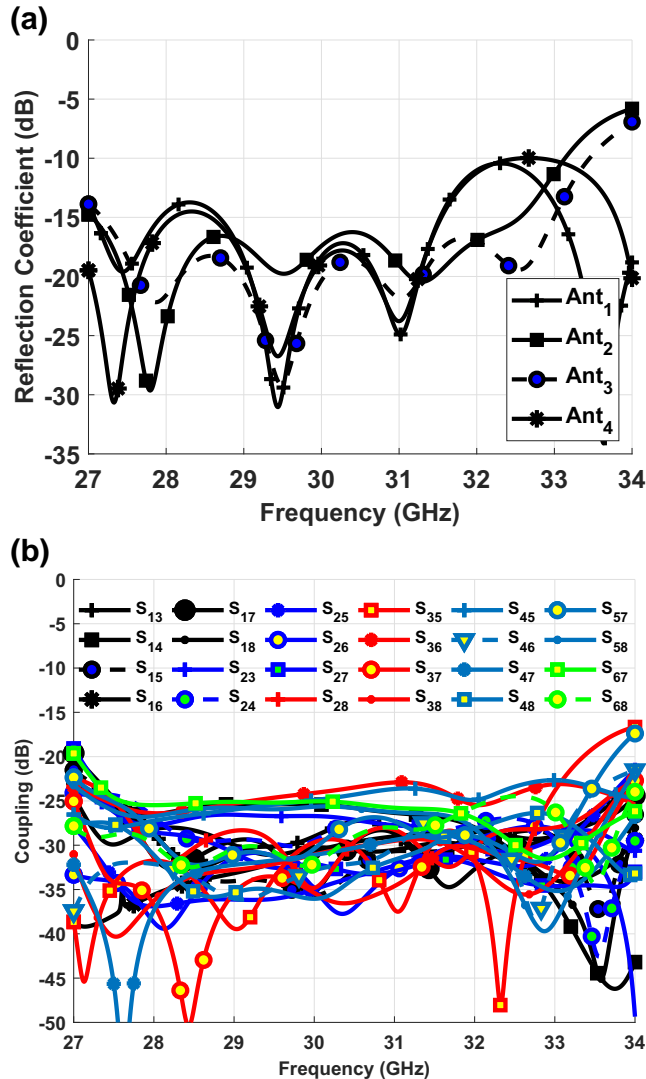 (a)
0
-5
-10
-15
-20
-25
-30
-35
Reflection Coefficient (dB)
Ant1
Ant2
Ant3
Ant4
27 28 29 30 31 32 33 34
Frequency (GHz)
(b)
0
-5
-10
-15
-20
-25
-30
-35
-40
-45
-50
Coupling (dB)
S13 S17 S25 S35 S45 S57
S14 S18 S26 S36 S46 S58
S15 S23 S27 S37 S47 S67
S16 S24 S28 S38 S48 S68
27 28 29 30 31 32 33 34
Frequency (GHz)